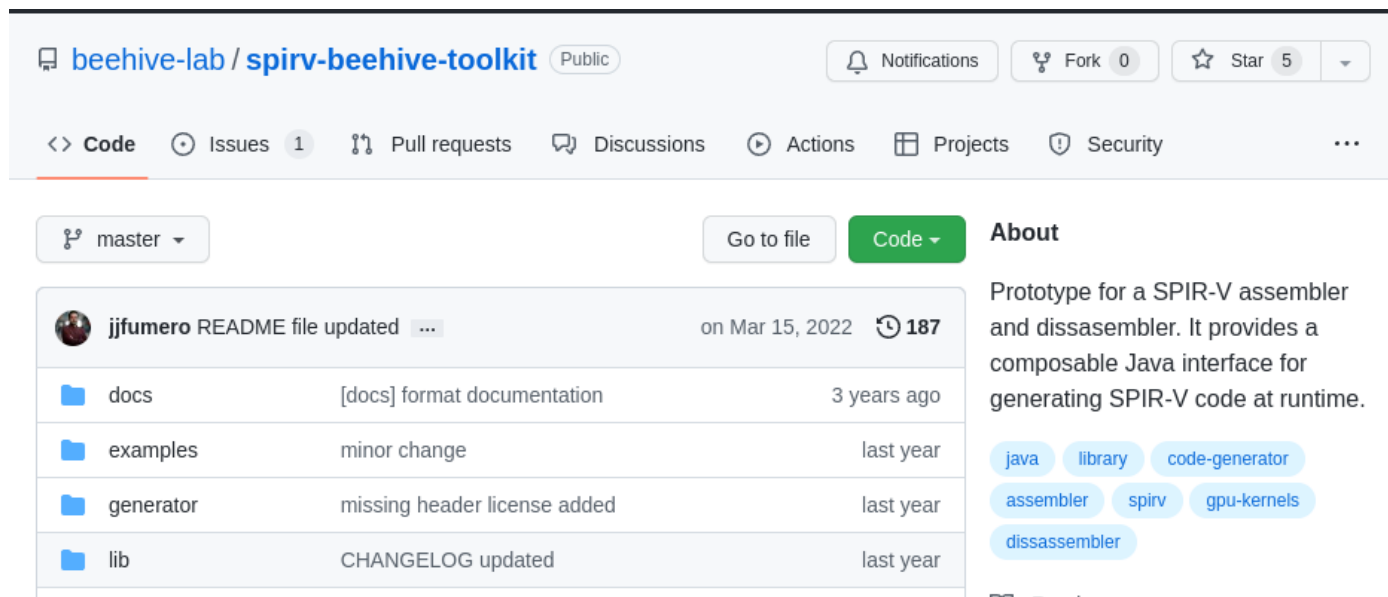 beehive-lab / spirv-beehive-toolkit Public Notifications Fork 0 Star 5
Code Issues 1 Pull requests Discussions Actions Projects Security
master Go to file Code
jjfumero README file updated ... on Mar 15, 2022 187
docs [docs] format documentation 3 years ago
examples minor change last year
generator missing header license added last year
lib CHANGELOG updated last year
About
Prototype for a SPIR-V assembler
and dissasembler. It provides a
composable Java interface for
generating SPIR-V code at runtime.
java library code-generator
assembler spirv gpu-kernels
dissassembler